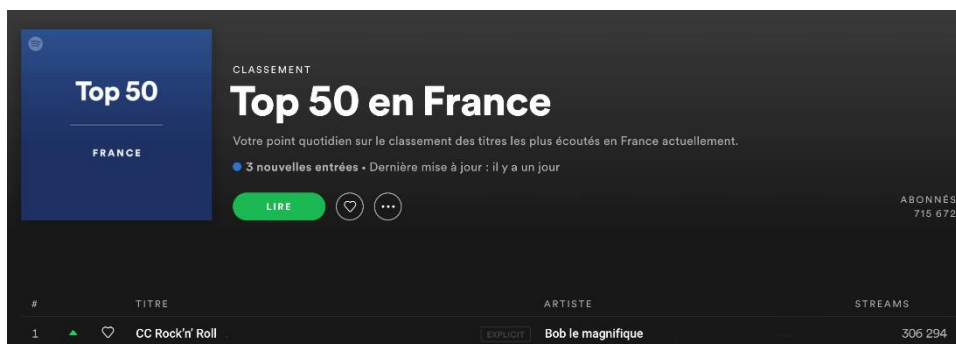 Top 50
FRANCE
CLASSEMENT
Top 50 en France
Votre point quotidien sur le classement des titres les plus écoutés en France actuellement.
3 nouvelles entrées • Dernière mise à jour : il y a un jour
LIRE
ABONNÉS
715 672
# TITRE ARTISTE STREAMS
1 CC Rock'n' Roll EXPLICIT Bob le magnifique 306 294